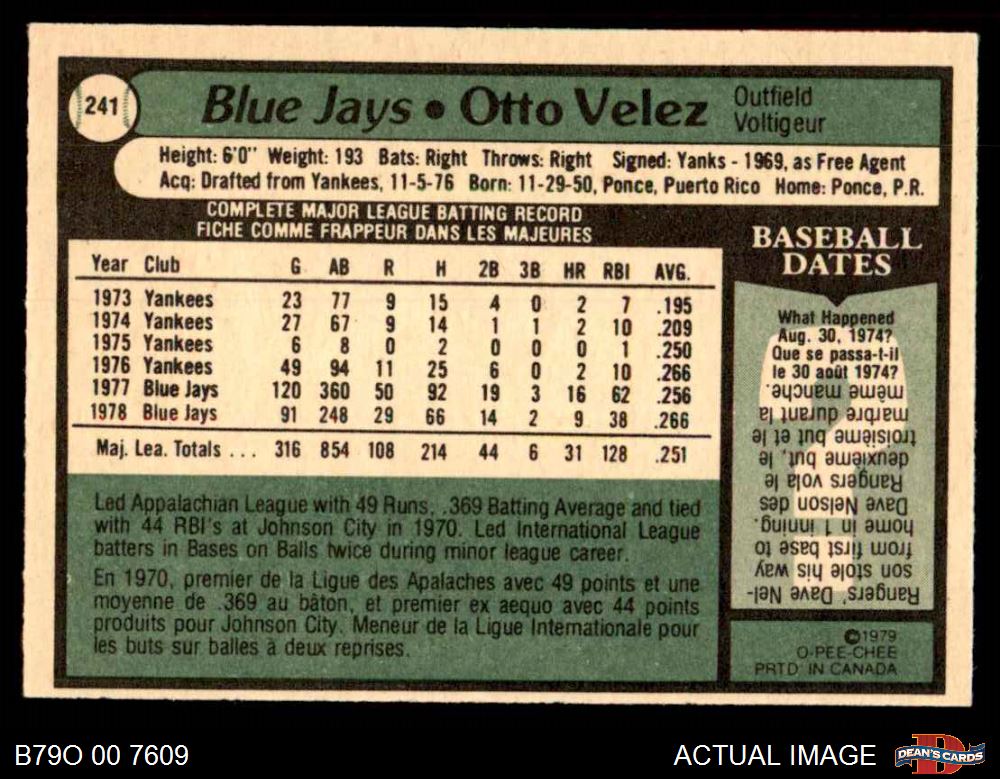 241
Blue Jays • Otto Velez
Outfield
Voltigeur
Height: 6'0" Weight: 193 Bats: Right Throws: Right Signed: Yanks - 1969, as Free Agent
Acq: Drafted from Yankees, 11-5-76 Born: 11-29-50, Ponce, Puerto Rico Home: Ponce, P.R.
COMPLETE MAJOR LEAGUE BATTING RECORD
FICHE COMME FRAPPEUR DANS LES MAJEURES
Year Club G AB R H 2B 3B HR RBI AVG.
1973 Yankees 23 77 9 15 4 0 2 7 .195
1974 Yankees 27 67 9 14 1 1 2 10 .209
1975 Yankees 6 8 0 2 0 0 0 1 .250
1976 Yankees 49 94 11 25 6 0 2 10 .266
1977 Blue Jays 120 360 50 92 19 3 16 62 .256
1978 Blue Jays 91 248 29 66 14 2 9 38 .266
Maj. Lea. Totals ... 316 854 108 214 44 6 31 128 .251
Led Appalachian League with 49 Runs, .369 Batting Average and tied
with 44 RBI's at Johnson City in 1970. Led International League
batters in Bases on Balls twice during minor league career.
En 1970, premier de la Ligue des Apalaches avec 49 points et une
moyenne de .369 au bâton, et premier ex aequo avec 44 points
produits pour Johnson City. Meneur de la Ligue Internationale pour
les buts sur balles à deux reprises.
BASEBALL
DATES
What Happened
Aug. 30, 1974?
Que se passa-t-il
le 30 août 1974?
Rangers' Dave Nel-
son stole his way
from first base to
home in 1 inning.
Dave Nelson des
Rangers vola le
deuxième but, le
troisième but et le
marbre durant la
même manche.
©1979
O-PEE-CHEE
PRTD IN CANADA
B79O 00 7609
ACTUAL IMAGE
DEAN'S CARDS